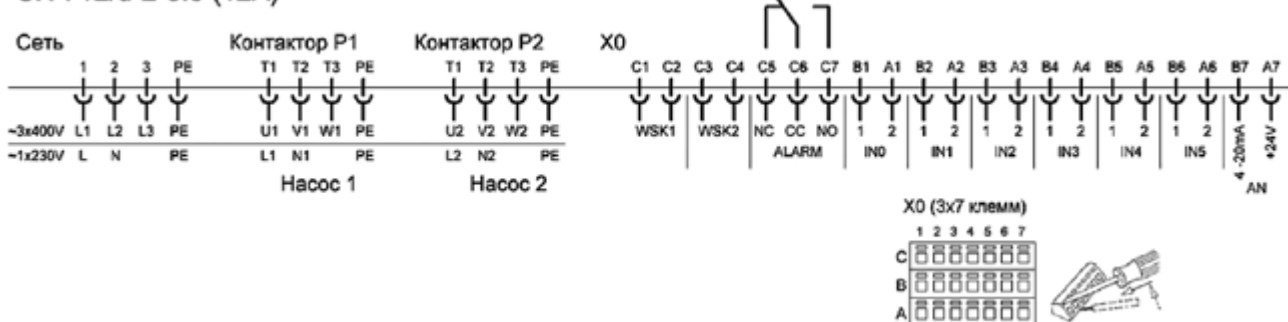 Сеть Контактор P1 Контактор P2 X0
1 2 3 PE T1 T2 T3 PE T1 T2 T3 PE C1 C2 C3 C4 C5 C6 C7 B1 A1 B2 A2 B3 A3 B4 A4 B5 A5 B6 A6 B7 A7
~3x400V L1 L2 L3 PE U1 V1 W1 PE U2 V2 W2 PE WSK1 WSK2 NC CC NO 1 2 1 2 1 2 1 2 1 2 1 2 4 -20mA +24V
~1x230V L N PE L1 N1 PE L2 N2 PE ALARM IN0 IN1 IN2 IN3 IN4 IN5
Насос 1 Насос 2 AN
X0 (3x7 клемм)
1 2 3 4 5 6 7
C
B
A